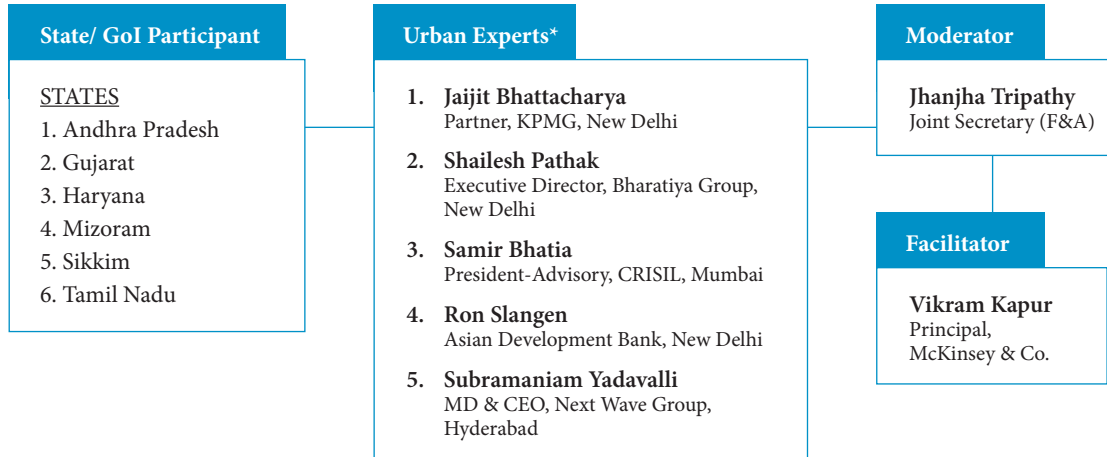 State/ GoI Participant
STATES
1. Andhra Pradesh
2. Gujarat
3. Haryana
4. Mizoram
5. Sikkim
6. Tamil Nadu
Urban Experts*
1. Jaijit Bhattacharya
Partner, KPMG, New Delhi
2. Shailesh Pathak
Executive Director, Bharatiya Group,
New Delhi
3. Samir Bhatia
President-Advisory, CRISIL, Mumbai
4. Ron Slangen
Asian Development Bank, New Delhi
5. Subramaniam Yadavalli
MD & CEO, Next Wave Group,
Hyderabad
Moderator
Jhanjha Tripathy
Joint Secretary (F&A)
Facilitator
Vikram Kapur
Principal,
McKinsey & Co.